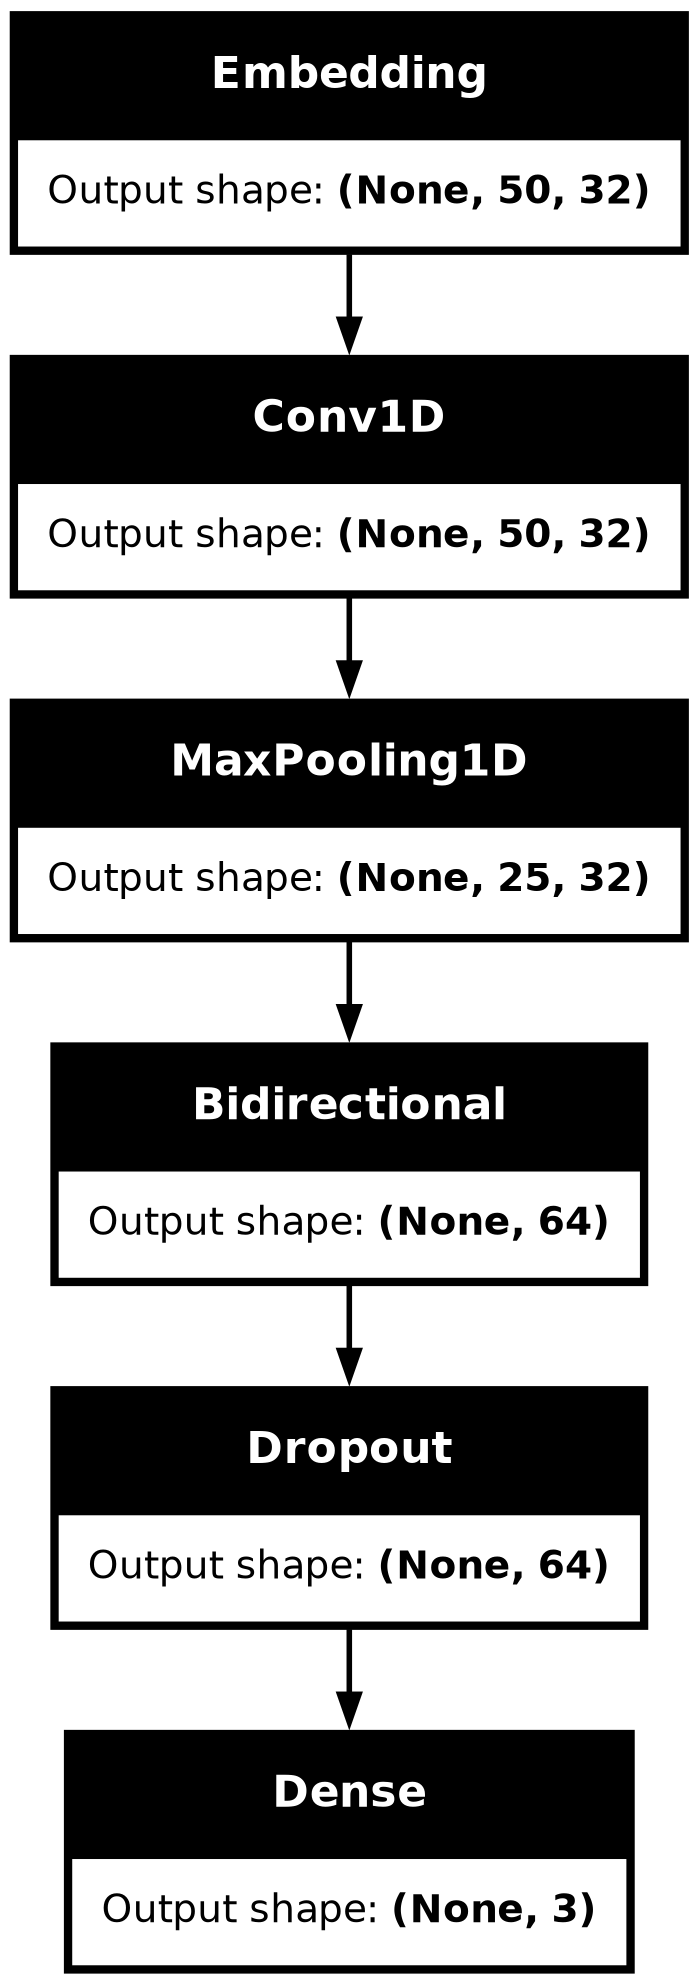 Embedding
Output shape: (None, 50, 32)
Conv1D
Output shape: (None, 50, 32)
MaxPooling1D
Output shape: (None, 25, 32)
Bidirectional
Output shape: (None, 64)
Dropout
Output shape: (None, 64)
Dense
Output shape: (None, 3)